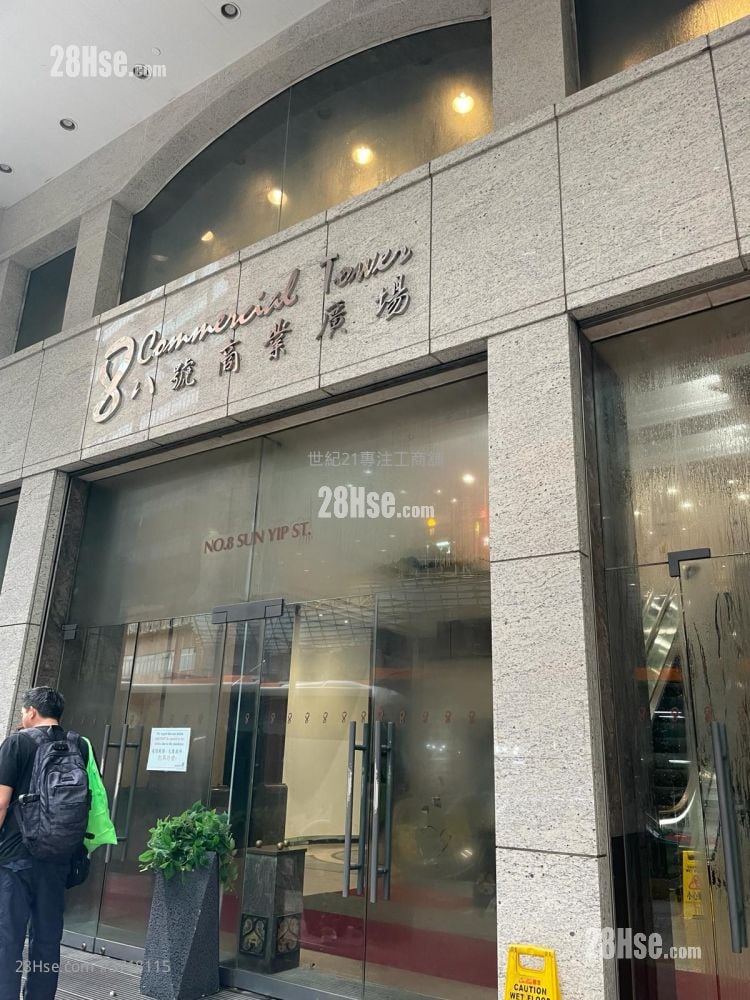 28Hse.com
8 Commercial Tower
八號商業廣場
世紀21專注工商舖
28Hse.com
NO.8 SUN YIP ST.
28Hse.com
CAUTION
WET FLOOR